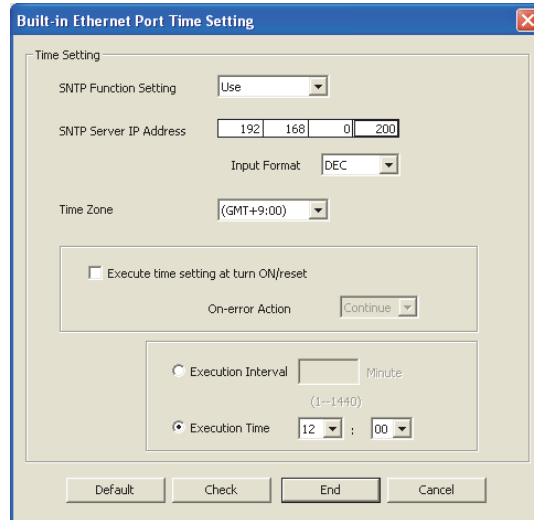 Built-in Ethernet Port Time Setting
Time Setting
SNTP Function Setting Use
SNTP Server IP Address 192 168 0 200
Input Format DEC
Time Zone (GMT+9:00)
Execute time setting at turn ON/reset
On-error Action Continue
Execution Interval Minute
(1--1440)
Execution Time 12 : 00
Default Check End Cancel